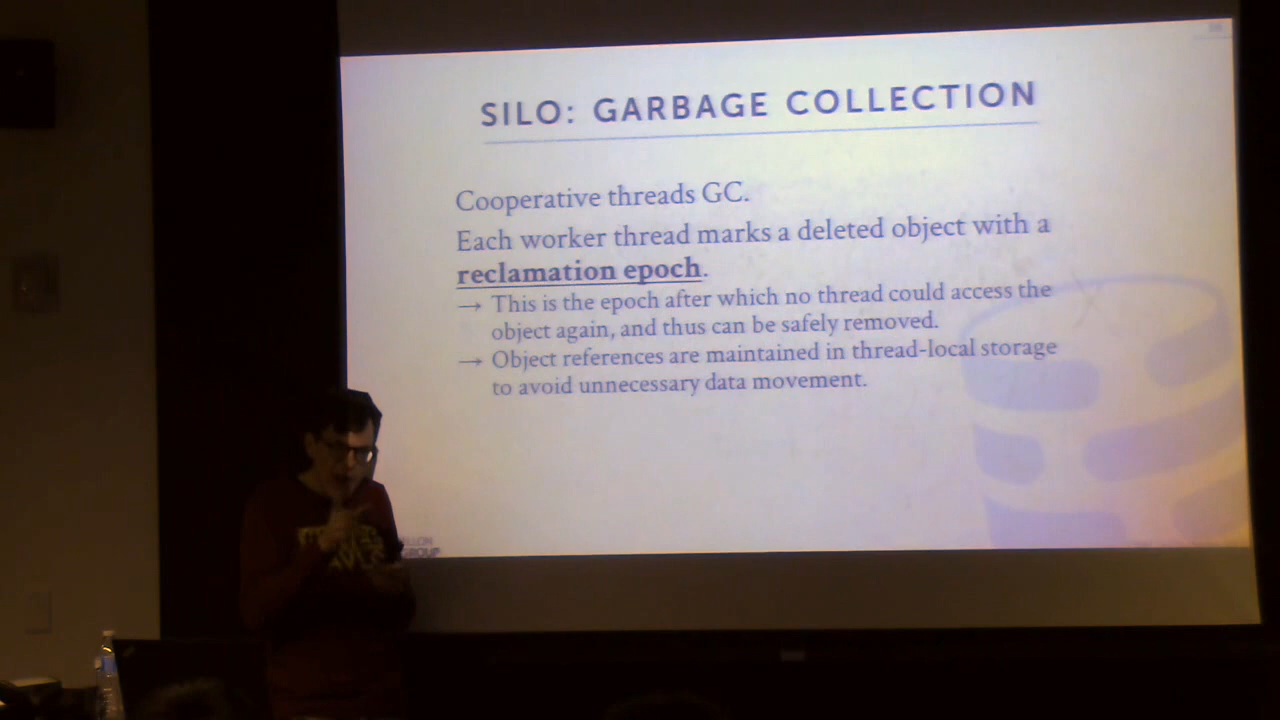 SILO: GARBAGE COLLECTION
Cooperative threads GC.
Each worker thread marks a deleted object with a
reclamation epoch.
→ This is the epoch after which no thread could access the
object again, and thus can be safely removed.
→ Object references are maintained in thread-local storage
to avoid unnecessary data movement.
GROUP